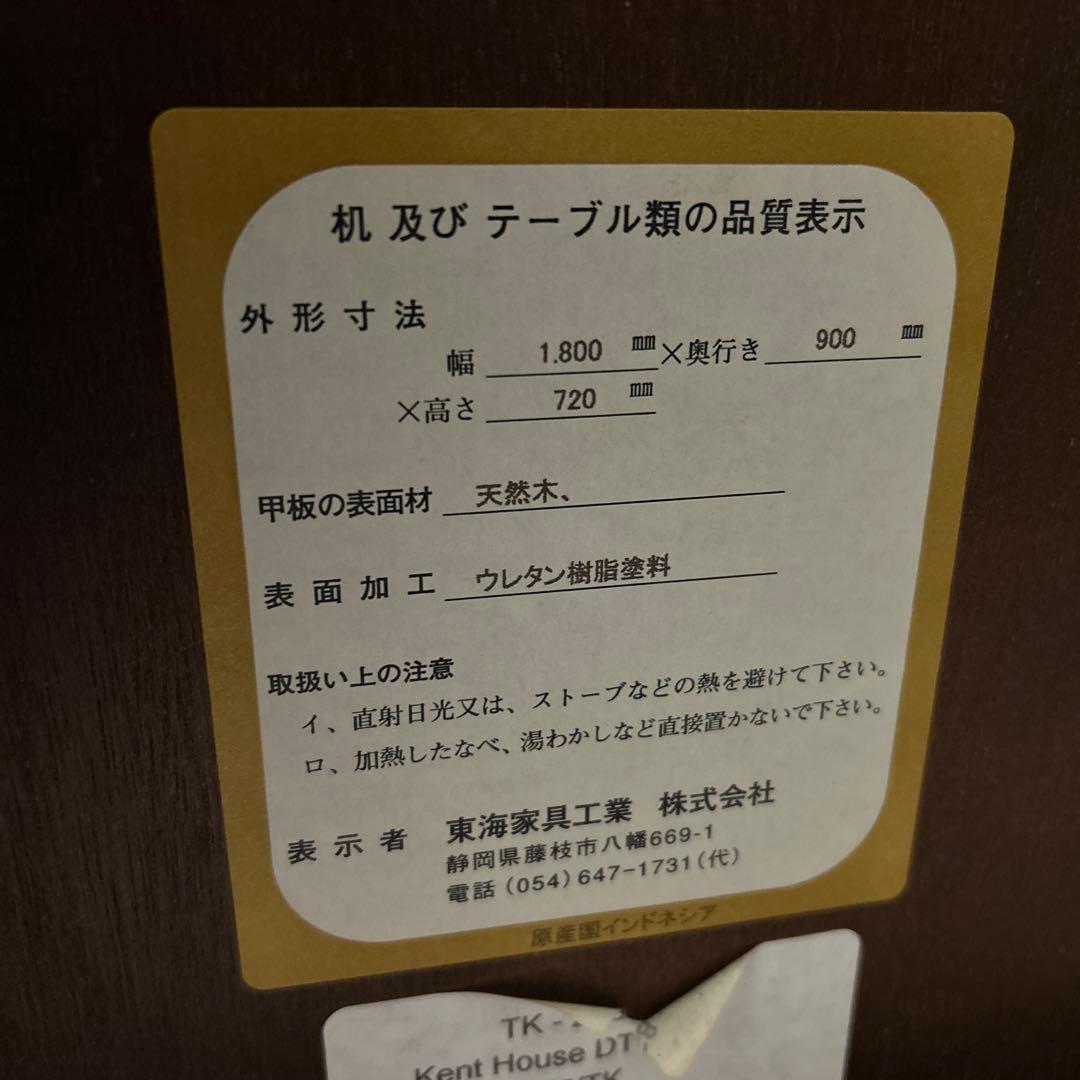 机 及び テーブル類の品質表示
外形寸法
幅 1.800 ㎜ ×奥行き 900 ㎜
×高さ 720 ㎜
甲板の表面材 天然木、
表面加工 ウレタン樹脂塗料
取扱い上の注意
イ、直射日光又は、ストーブなどの熱を避けて下さい。
ロ、加熱したなべ、湯わかしなど直接置かないで下さい。
表示者 東海家具工業 株式会社
静岡県藤枝市八幡669-1
電話 (054) 647-1731 (代)
原産国インドネシア
TK -
Kent House DT